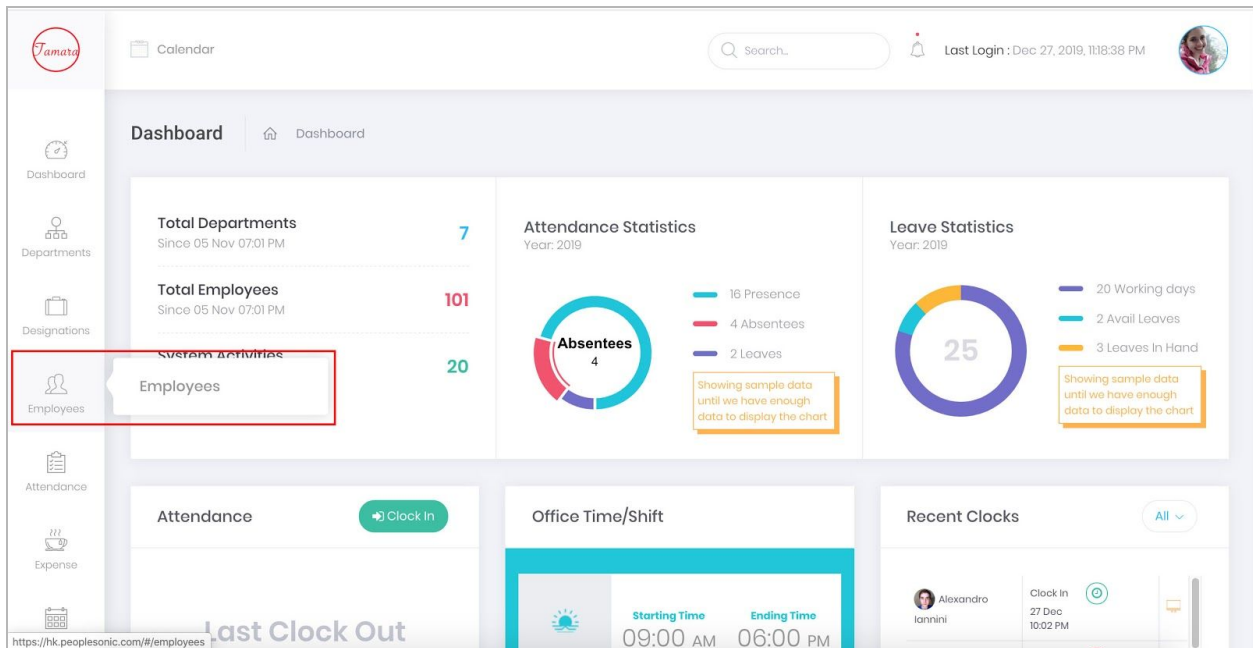 Tamara
Calendar
Search...
Last Login : Dec 27, 2019, 11:18:38 PM
Dashboard
Dashboard
Dashboard
Departments
Designations
Employees
Employees
Attendance
Expense
Total Departments
Since 05 Nov 07:01 PM
7
Total Employees
Since 05 Nov 07:01 PM
101
System Activities
20
Attendance Statistics
Year: 2019
Absentees
4
16 Presence
4 Absentees
2 Leaves
Showing sample data
until we have enough
data to display the chart
Leave Statistics
Year: 2019
25
20 Working days
2 Avail Leaves
3 Leaves In Hand
Showing sample data
until we have enough
data to display the chart
Attendance
Clock In
Last Clock Out
Office Time/Shift
Starting Time
09:00 AM
Ending Time
06:00 PM
Recent Clocks
All
Alexandro
Iannini
Clock In
27 Dec
10:02 PM
https://hk.peoplesonic.com/#/employees